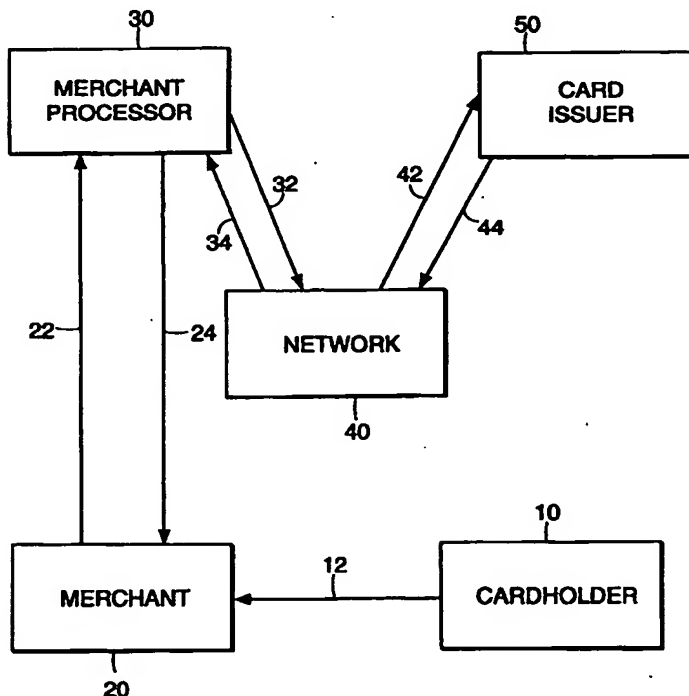 30
MERCHANT
PROCESSOR
50
CARD
ISSUER
32
34
42
44
22
24
NETWORK
40
10
MERCHANT
12
CARDHOLDER
20